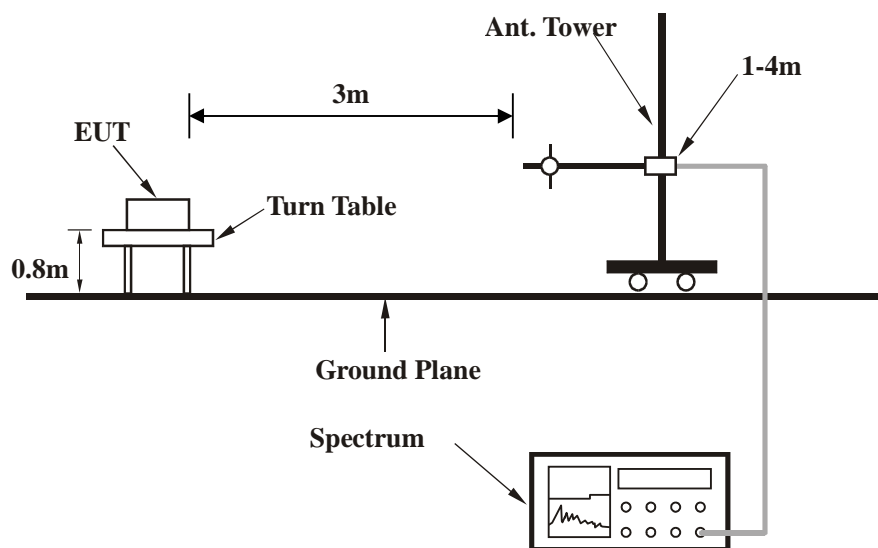 Ant. Tower
1-4m
3m
EUT
Turn Table
0.8m
Ground Plane
Spectrum